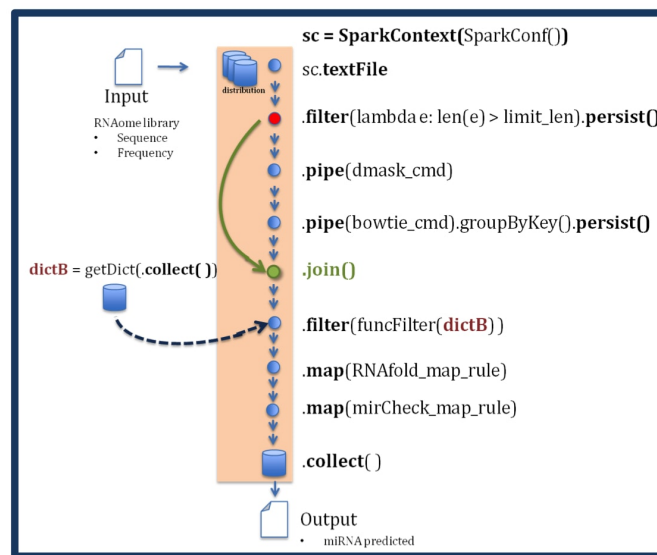 sc = SparkContext(SparkConf())
sc.textFile
distribution
Input
RNAome library
• Sequence
• Frequency
.filter(lambda e: len(e) > limit_len).persist()
.pipe(dmask_cmd)
.pipe(bowtie_cmd).groupByKey().persist()
dictB = getDict(.collect( ))
.join()
.filter(funcFilter(dictB) )
.map(RNAfold_map_rule)
.map(mirCheck_map_rule)
.collect( )
Output
• miRNA predicted